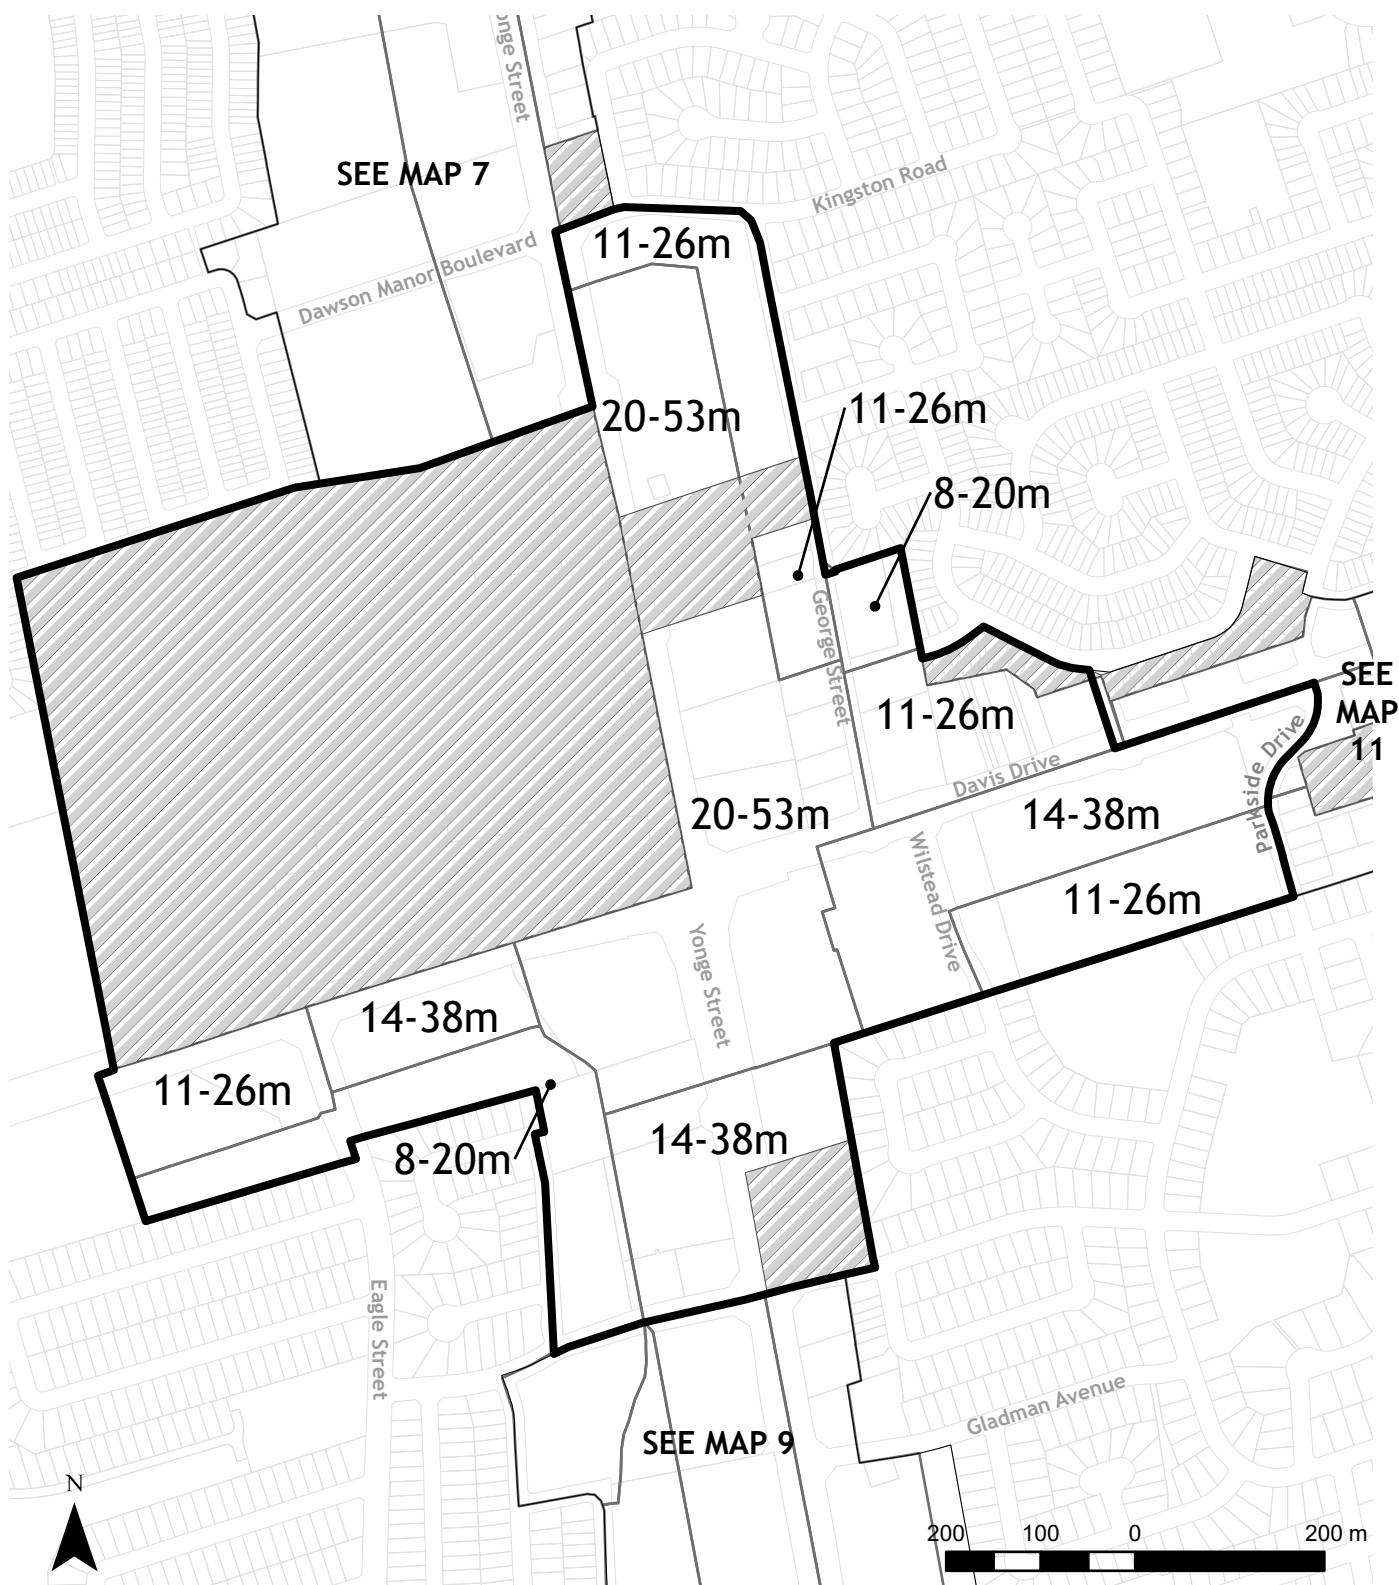 onge Street
SEE MAP 7
Kingston Road
Dawson Manor Boulevard
11-26m
20-53m
11-26m
8-20m
George Street
SEE
MAP
11
11-26m
Davis Drive
Parkside Drive
20-53m
14-38m
Wilstead Drive
11-26m
Yonge Street
14-38m
11-26m
14-38m
8-20m
Eagle Street
Gladman Avenue
SEE MAP 9
N
200 100 0 200 m